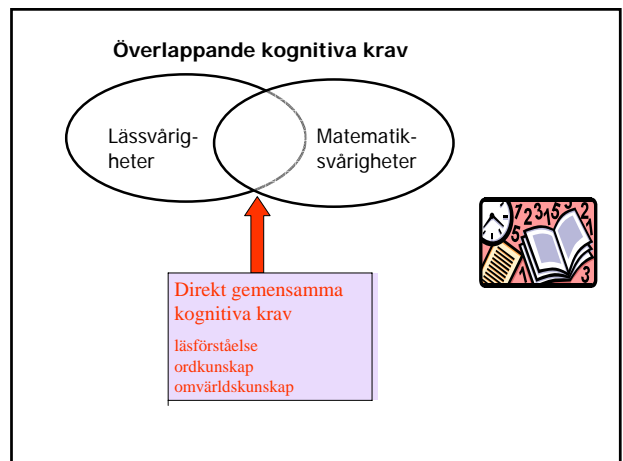 Överlappande kognitiva krav
Lässvårig-
heter
Matematik-
svårigheter
Direkt gemensamma
kognitiva krav
läsförståelse
ordkunskap
omvärldskunskap